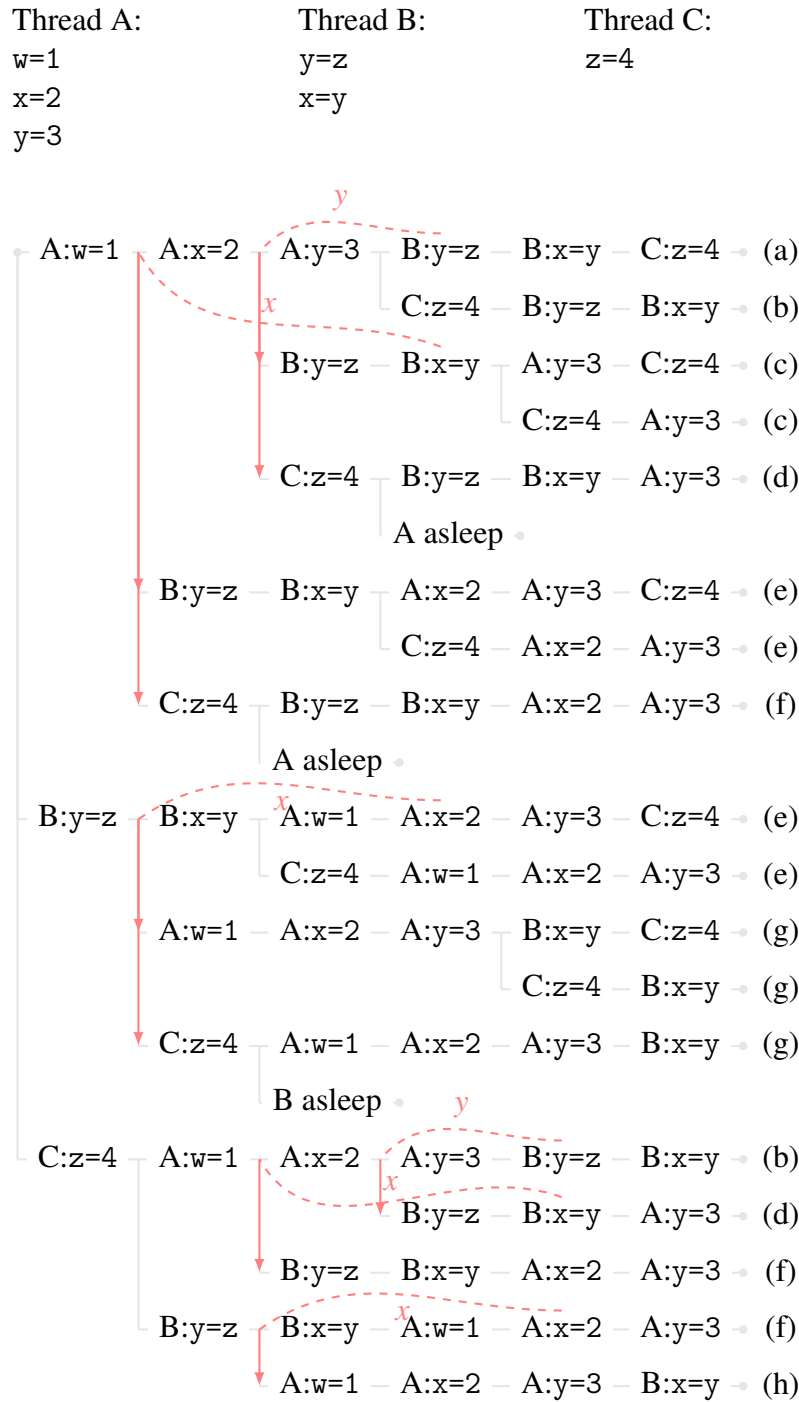 Thread A: Thread B: Thread C:
w=1 y=z z=4
x=2 x=y
y=3
y
A:w=1 A:x=2 A:y=3 B:y=z B:x=y C:z=4 (a)
x C:z=4 B:y=z B:x=y (b)
B:y=z B:x=y A:y=3 C:z=4 (c)
C:z=4 A:y=3 (c)
C:z=4 B:y=z B:x=y A:y=3 (d)
A asleep
B:y=z B:x=y A:x=2 A:y=3 C:z=4 (e)
C:z=4 A:x=2 A:y=3 (e)
C:z=4 B:y=z B:x=y A:x=2 A:y=3 (f)
A asleep
x
B:y=z B:x=y A:w=1 A:x=2 A:y=3 C:z=4 (e)
C:z=4 A:w=1 A:x=2 A:y=3 (e)
A:w=1 A:x=2 A:y=3 B:x=y C:z=4 (g)
C:z=4 B:x=y (g)
C:z=4 A:w=1 A:x=2 A:y=3 B:x=y (g)
B asleep
y
C:z=4 A:w=1 A:x=2 A:y=3 B:y=z B:x=y (b)
x
B:y=z B:x=y A:y=3 (d)
B:y=z B:x=y A:x=2 A:y=3 (f)
x
B:y=z B:x=y A:w=1 A:x=2 A:y=3 (f)
A:w=1 A:x=2 A:y=3 B:x=y (h)